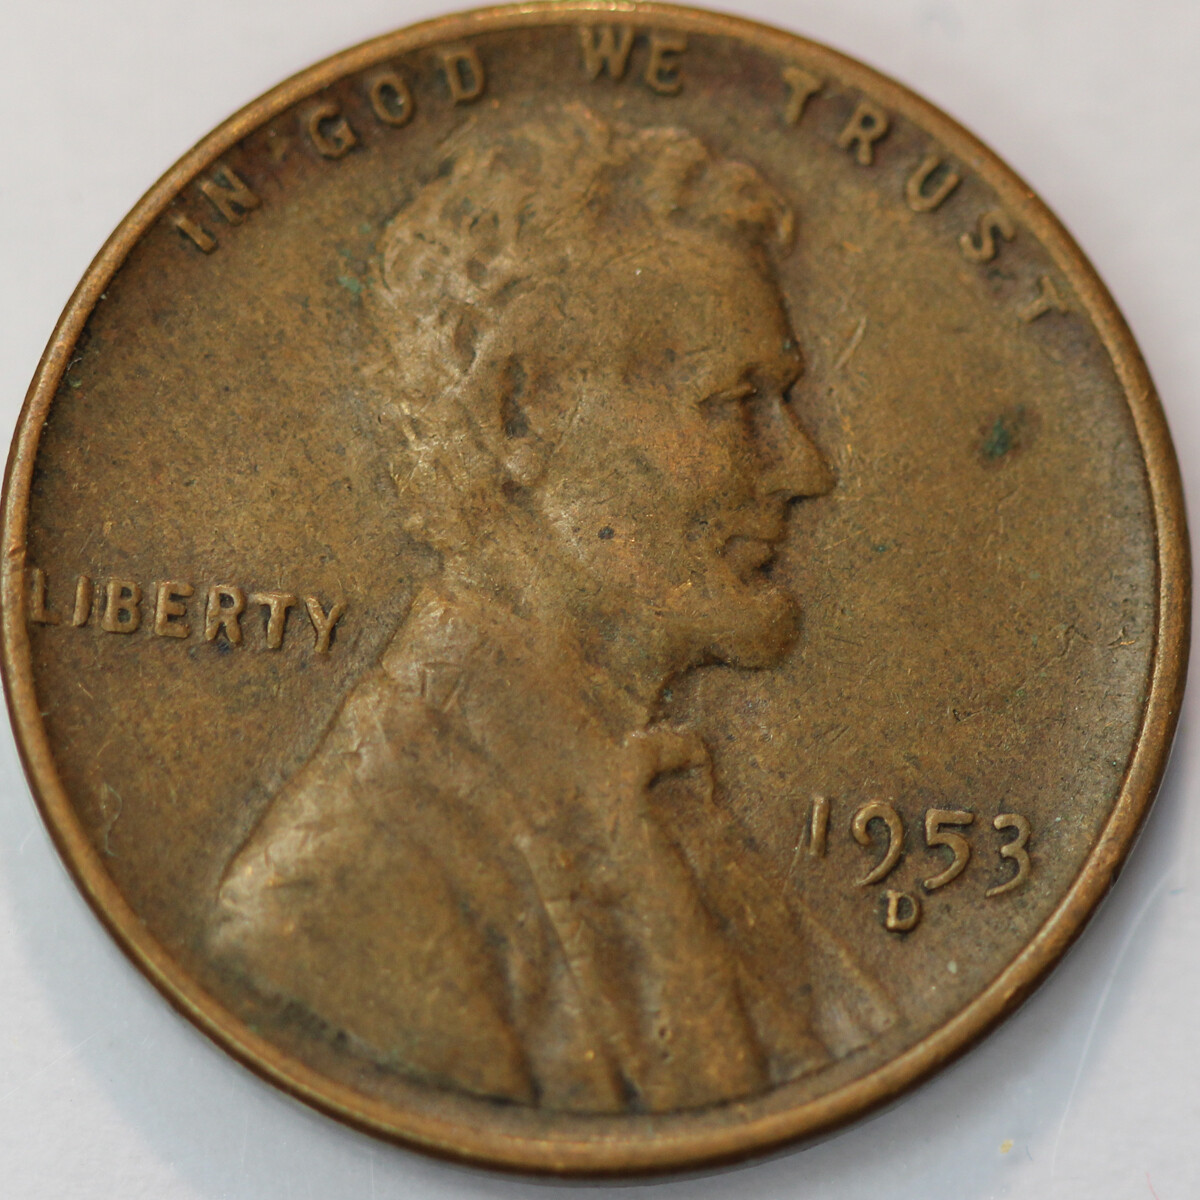 IN GOD WE TRUST
LIBERTY
1953
D